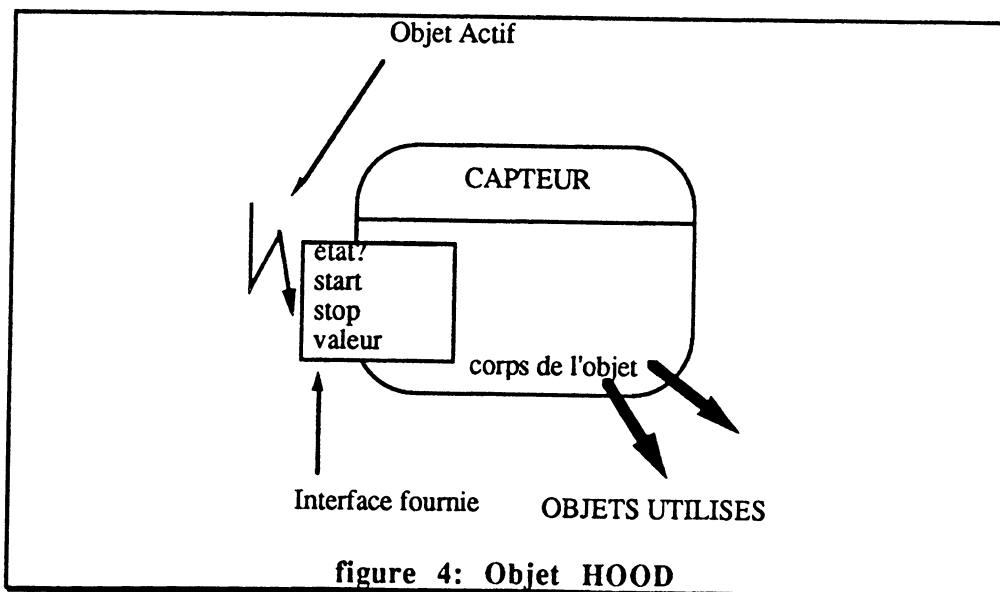 Objet Actif
CAPTEUR
état?
start
stop
valeur
corps de l'objet
Interface fournie
OBJETS UTILISES
figure 4: Objet HOOD